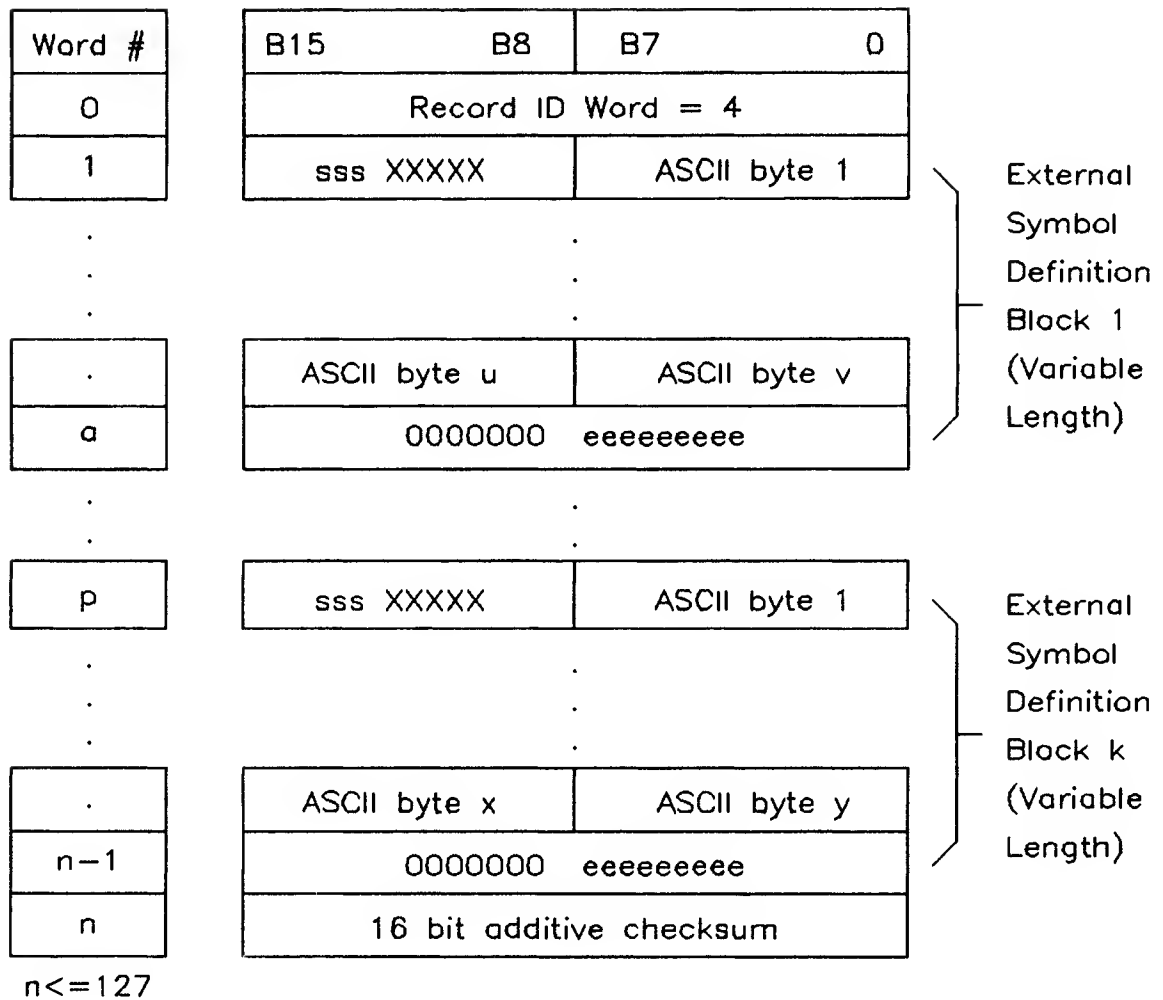 Word # B15 B8 B7 0
0 Record ID Word = 4
1 sss XXXXX ASCII byte 1
External
Symbol
Definition
Block 1
(Variable
Length)
. ASCII byte u ASCII byte v
a 0000000 eeeeeeeee
p sss XXXXX ASCII byte 1
External
Symbol
Definition
Block k
(Variable
Length)
. ASCII byte x ASCII byte y
n-1 0000000 eeeeeeeee
n 16 bit additive checksum
n<=127